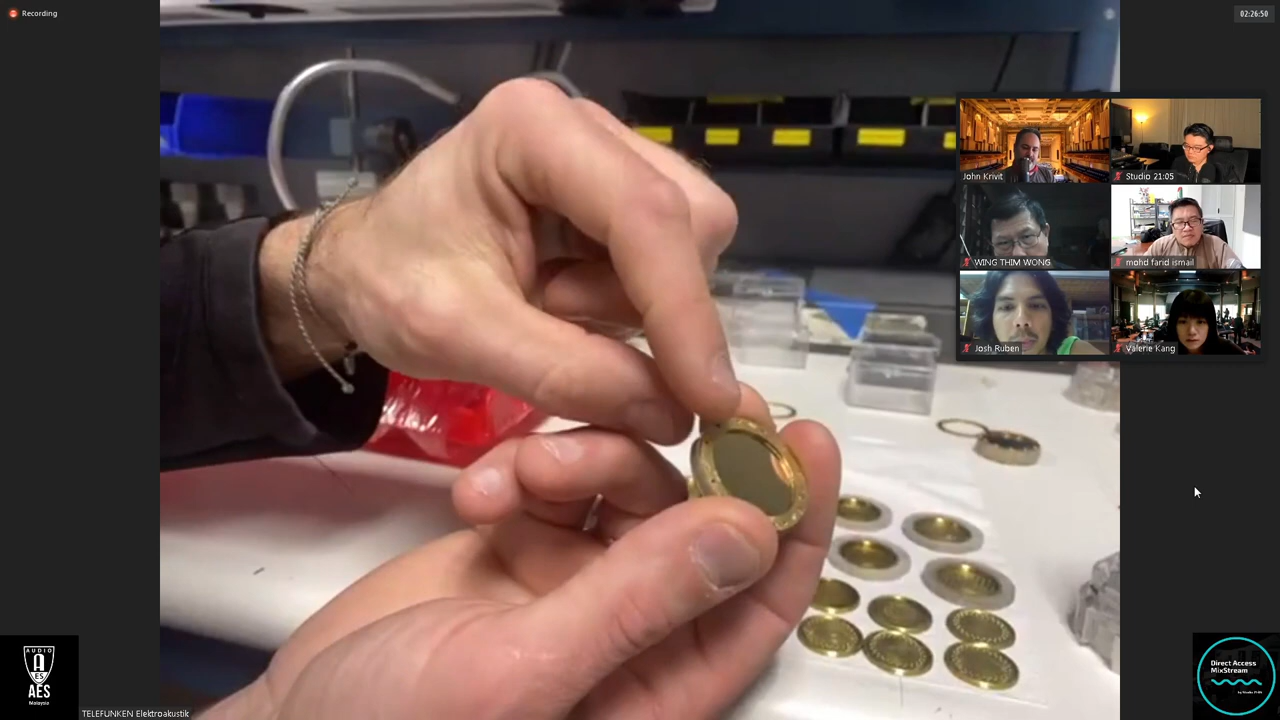 Recording
02:26:50
John Krivit
Studio 21:05
WING THIM WONG
mohd farid ismail
Josh Ruben
Valerie Kang
AUDIO
A
ES
AES
Malaysia
TELEFUNKEN Elektroakustik
Direct Access
MixStream